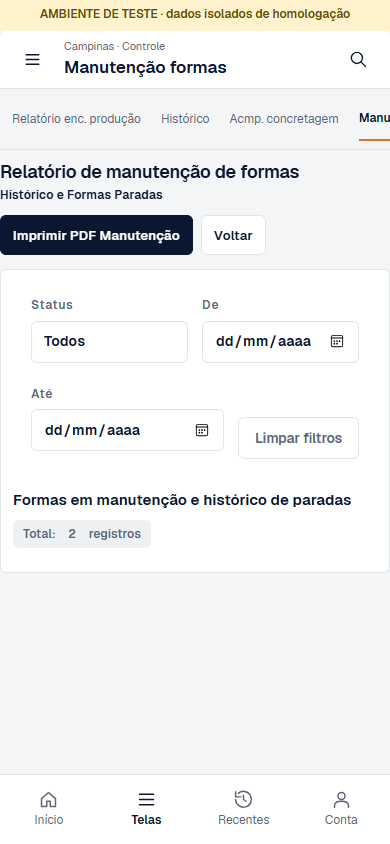 AMBIENTE DE TESTE · dados isolados de homologação
Campinas · Controle
Manutenção formas
Relatório enc. produção Histórico Acmp. concretagem Manu
Relatório de manutenção de formas
Histórico e Formas Paradas
Imprimir PDF Manutenção Voltar
Status De
Todos dd/mm/aaaa
Até
dd/mm/aaaa Limpar filtros
Formas em manutenção e histórico de paradas
Total: 2 registros
Início Telas Recentes Conta